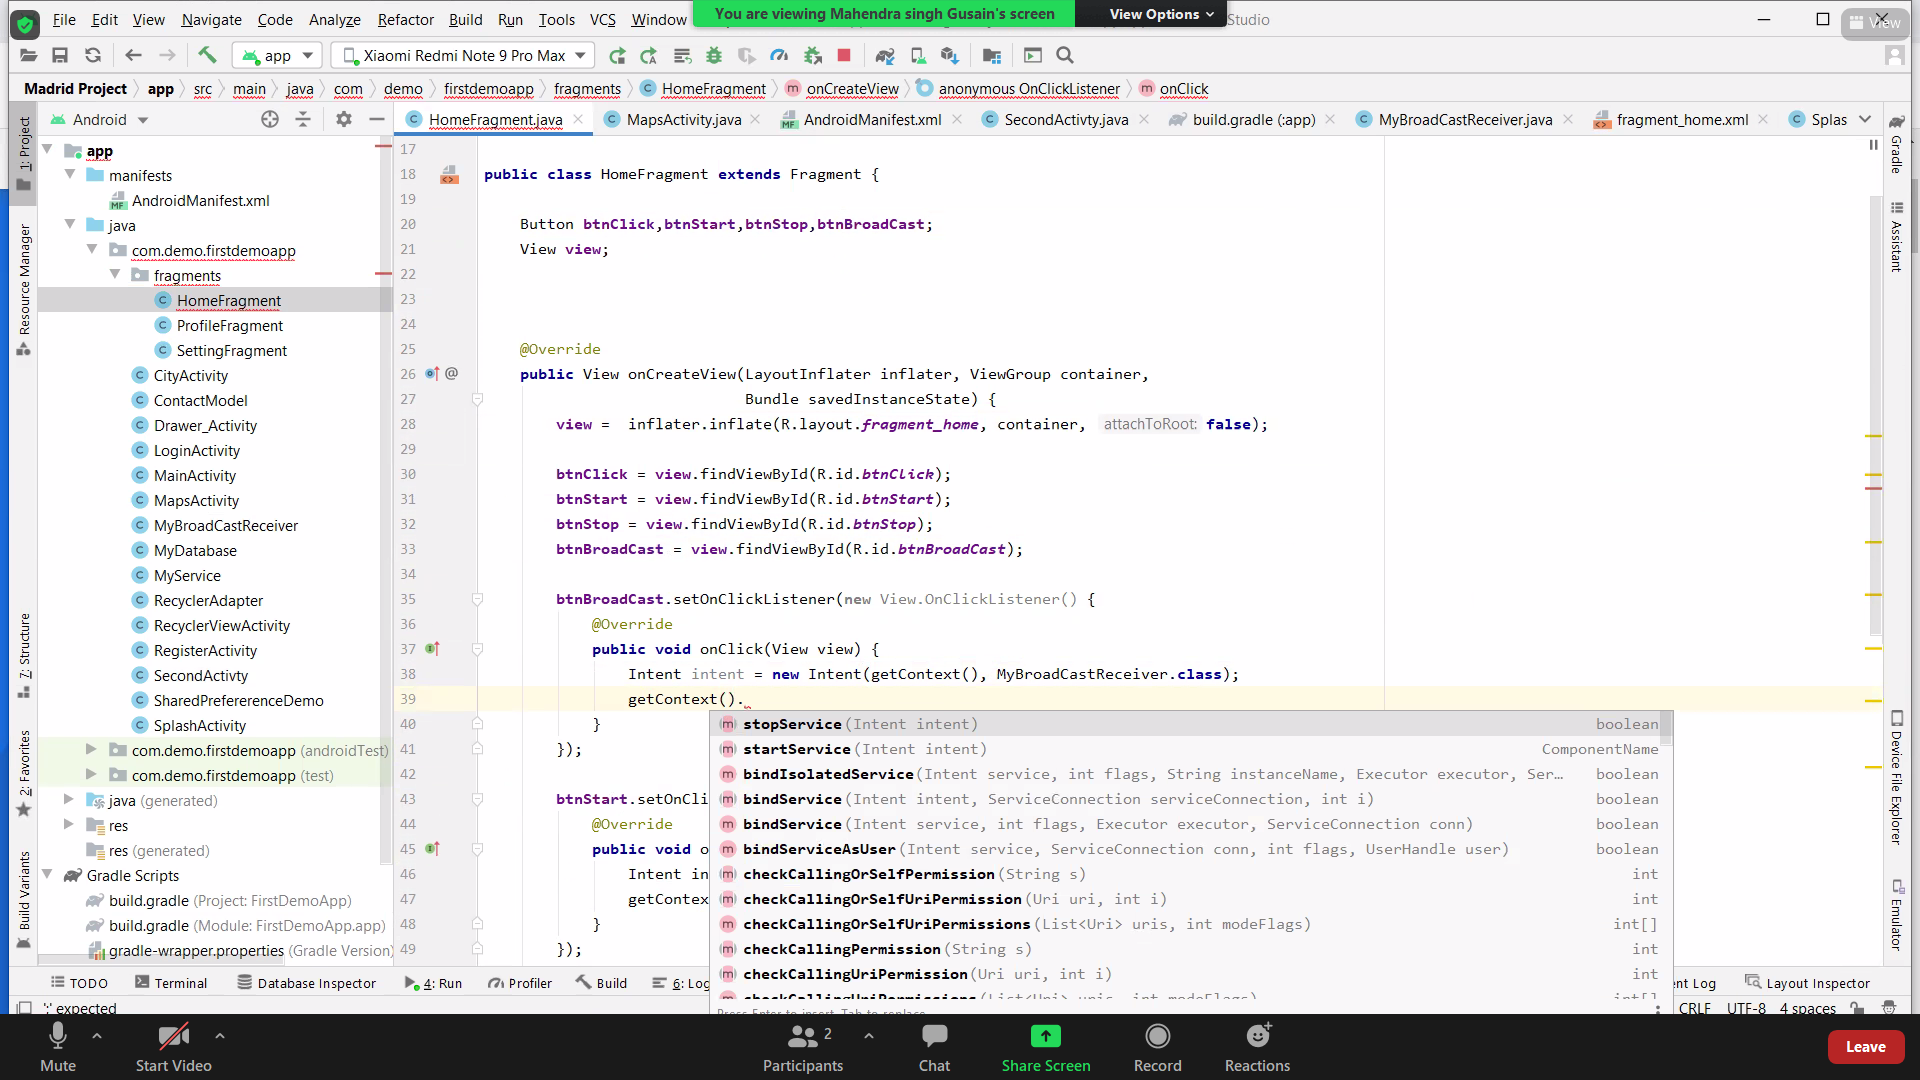 File Edit View Navigate Code Analyze Refactor Build Run Tools VCS Window
You are viewing Mahendra singh Gusain's screen
View Options
Studio
View
app
Xiaomi Redmi Note 9 Pro Max
Madrid Project app src main java com demo firstdemoapp fragments HomeFragment onCreateView anonymous OnClickListener onClick
Android
HomeFragment.java MapsActivity.java AndroidManifest.xml SecondActivty.java build.gradle (:app) MyBroadCastReceiver.java fragment_home.xml Splas
1: Project
Resource Manager
7: Structure
2: Favorites
Build Variants
app
manifests
AndroidManifest.xml
java
com.demo.firstdemoapp
fragments
HomeFragment
ProfileFragment
SettingFragment
CityActivity
ContactModel
Drawer_Activity
LoginActivity
MainActivity
MapsActivity
MyBroadCastReceiver
MyDatabase
MyService
RecyclerAdapter
RecyclerViewActivity
RegisterActivity
SecondActivty
SharedPrefererenceDemo
SplashActivity
com.demo.firstdemoapp (androidTest)
com.demo.firstdemoapp (test)
java (generated)
res
res (generated)
Gradle Scripts
build.gradle (Project: FirstDemoApp)
build.gradle (Module: FirstDemoApp.app)
gradle-wrapper.properties (Gradle Version)
17
18 public class HomeFragment extends Fragment {
19
20 Button btnClick,btnStart,btnStop,btnBroadCast;
21 View view;
22
23
24
25 @Override
26 @ public View onCreateView(LayoutInflater inflater, ViewGroup container,
27 Bundle savedInstanceState) {
28 view = inflater.inflate(R.layout.fragment_home, container, attachToRoot: false);
29
30 btnClick = view.findViewById(R.id.btnClick);
31 btnStart = view.findViewById(R.id.btnStart);
32 btnStop = view.findViewById(R.id.btnStop);
33 btnBroadCast = view.findViewById(R.id.btnBroadCast);
34
35 btnBroadCast.setOnClickListener(new View.OnClickListener() {
36 @Override
37 public void onClick(View view) {
38 Intent intent = new Intent(getContext(), MyBroadCastReceiver.class);
39 getContext().
40 }
41 });
42
43 btnStart.setOnCli
44 @Override
45 public void o
46 Intent in
47 getContex
48 }
49 });
stopService(Intent intent) boolean
startService(Intent intent) ComponentName
bindIsolatedService(Intent service, int flags, String instanceName, Executor executor, Ser… boolean
bindService(Intent intent, ServiceConnection serviceConnection, int i) boolean
bindService(Intent service, int flags, Executor executor, ServiceConnection conn) boolean
bindServiceAsUser(Intent service, ServiceConnection conn, int flags, UserHandle user) boolean
checkCallingOrSelfPermission(String s) int
checkCallingOrSelfUriPermission(Uri uri, int i) int
checkCallingOrSelfUriPermissions(List<Uri> uris, int modeFlags) int[]
checkCallingPermission(String s) int
checkCallingUriPermission(Uri uri, int i) int
checkCallingUriPermissions(List<Uri> uris, int modeFlags) int[]
Press Enter to insert, Tab to replace
Gradle
Assistant
Device File Explorer
Emulator
TODO Terminal Database Inspector 4: Run Profiler Build 6: Log
nt Log Layout Inspector
';' expected
CRLF UTF-8 4 spaces
Mute
Start Video
2
Participants
Chat
Share Screen
Record
Reactions
Leave